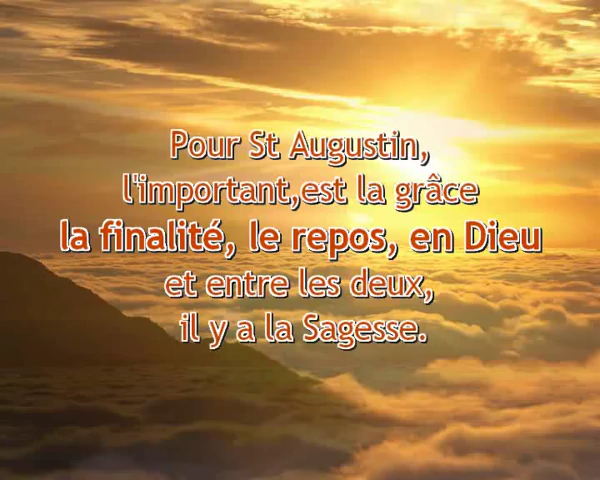 Pour St Augustin,
l'important,est la grâce
la finalité, le repos, en Dieu
et entre les deux,
il y a la Sagesse.